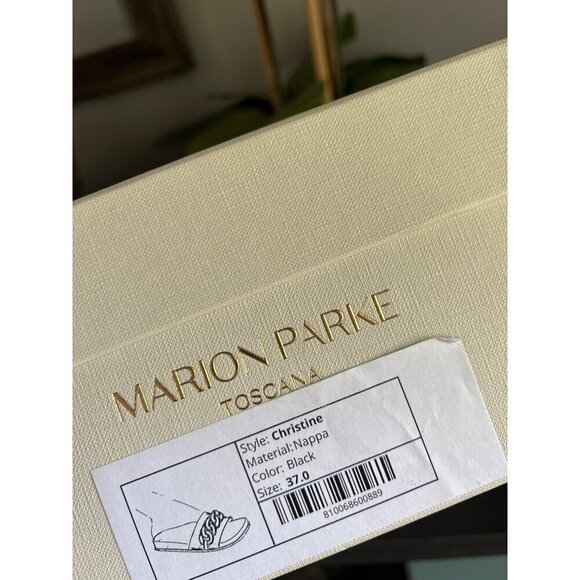 MARION PARKE
TOSCANA
Style: Christine
Material: Nappa
Color: Black
Size: 37.0
810068600889